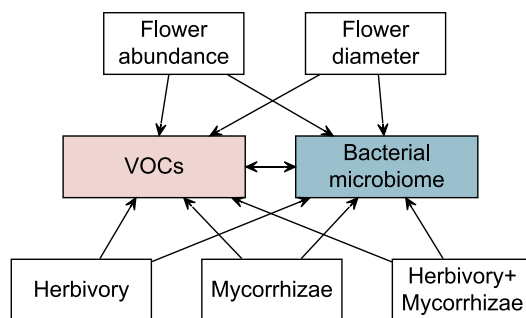 Flower
abundance
Flower
diameter
VOCs
Bacterial
microbiome
Herbivory
Mycorrhizae
Herbivory+
Mycorrhizae